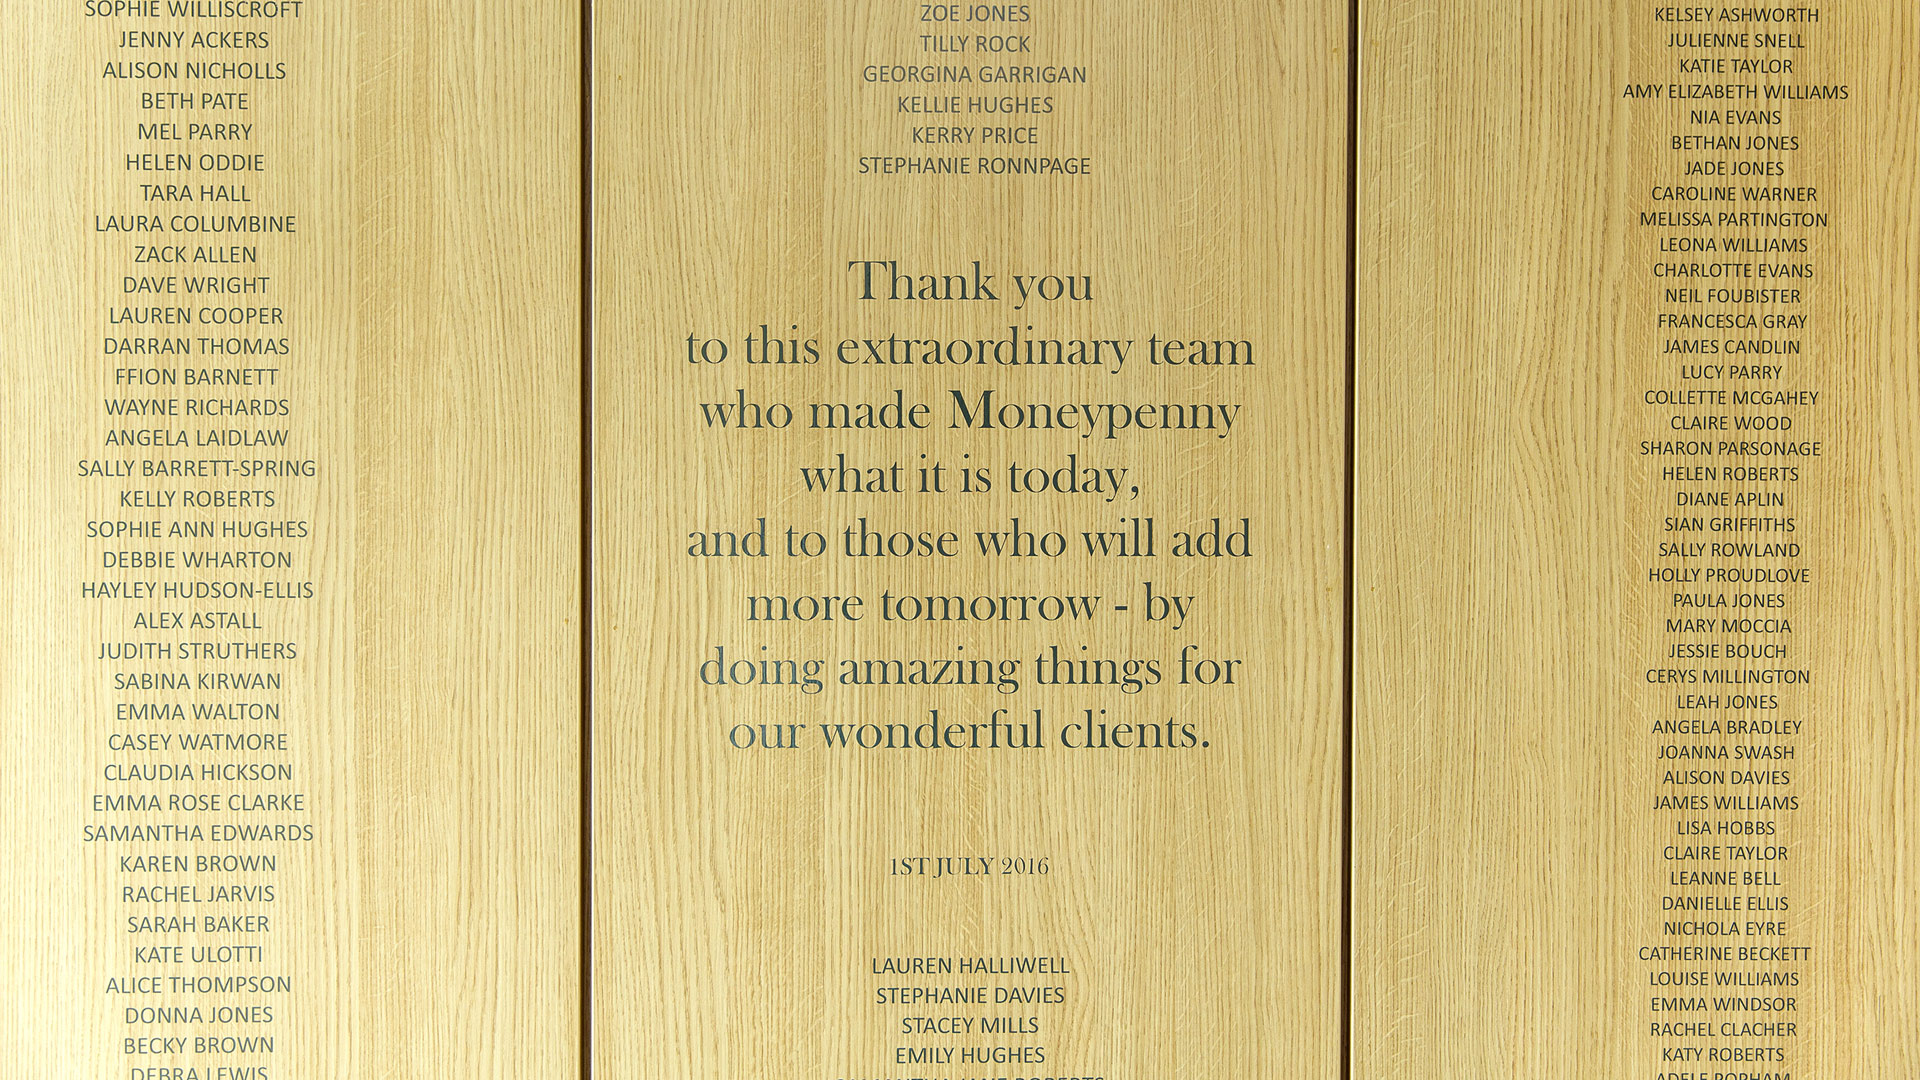 SOPHIE WILLISCROFT
JENNY ACKERS
ALISON NICHOLLS
BETH PATE
MEL PARRY
HELEN ODDIE
TARA HALL
LAURA COLUMBINE
ZACK ALLEN
DAVE WRIGHT
LAUREN COOPER
DARRAN THOMAS
FFION BARNETT
WAYNE RICHARDS
ANGELA LAIDLAW
SALLY BARRETT-SPRING
KELLY ROBERTS
SOPHIE ANN HUGHES
DEBBIE WHARTON
HAYLEY HUDSON-ELLIS
ALEX ASTALL
JUDITH STRUTHERS
SABINA KIRWAN
EMMA WALTON
CASEY WATMORE
CLAUDIA HICKSON
EMMA ROSE CLARKE
SAMANTHA EDWARDS
KAREN BROWN
RACHEL JARVIS
SARAH BAKER
KATE ULOTTI
ALICE THOMPSON
DONNA JONES
BECKY BROWN
DEBRA LEWIS
ZOE JONES
TILLY ROCK
GEORGINA GARRIGAN
KELLIE HUGHES
KERRY PRICE
STEPHANIE RONNPAGE
Thank you
to this extraordinary team
who made Moneypenny
what it is today,
and to those who will add
more tomorrow - by
doing amazing things for
our wonderful clients.
1ST JULY 2016
LAUREN HALLIWELL
STEPHANIE DAVIES
STACEY MILLS
EMILY HUGHES
SAMANTHA JANE ROBERTS
KELSEY ASHWORTH
JULIENNE SNELL
KATIE TAYLOR
AMY ELIZABETH WILLIAMS
NIA EVANS
BETHAN JONES
JADE JONES
CAROLINE WARNER
MELISSA PARTINGTON
LEONA WILLIAMS
CHARLOTTE EVANS
NEIL FOUBISTER
FRANCESCA GRAY
JAMES CANDLIN
LUCY PARRY
COLLETTE MCGAHEY
CLAIRE WOOD
SHARON PARSONAGE
HELEN ROBERTS
DIANE APLIN
SIAN GRIFFITHS
SALLY ROWLAND
HOLLY PROUDLOVE
PAULA JONES
MARY MOCCIA
JESSIE BOUCH
CERYS MILLINGTON
LEAH JONES
ANGELA BRADLEY
JOANNA SWASH
ALISON DAVIES
JAMES WILLIAMS
LISA HOBBS
CLAIRE TAYLOR
LEANNE BELL
DANIELLE ELLIS
NICHOLA EYRE
CATHERINE BECKETT
LOUISE WILLIAMS
EMMA WINDSOR
RACHEL CLACHER
KATY ROBERTS
ADELE POPHAM